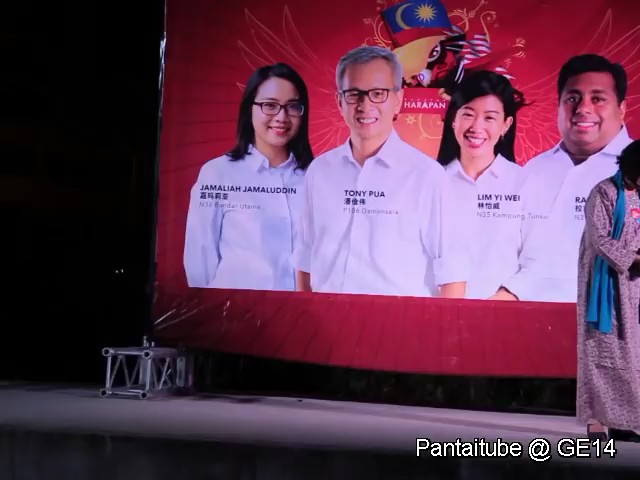 HARAPAN
JAMALIAH JAMALUDDIN
嘉玛莉亚
N36 Bandar Utama
TONY PUA
潘俭伟
P106 Damansara
LIM YI WEI
林怡威
N35 Kampung Tunku
RA
Pantaitube @ GE14